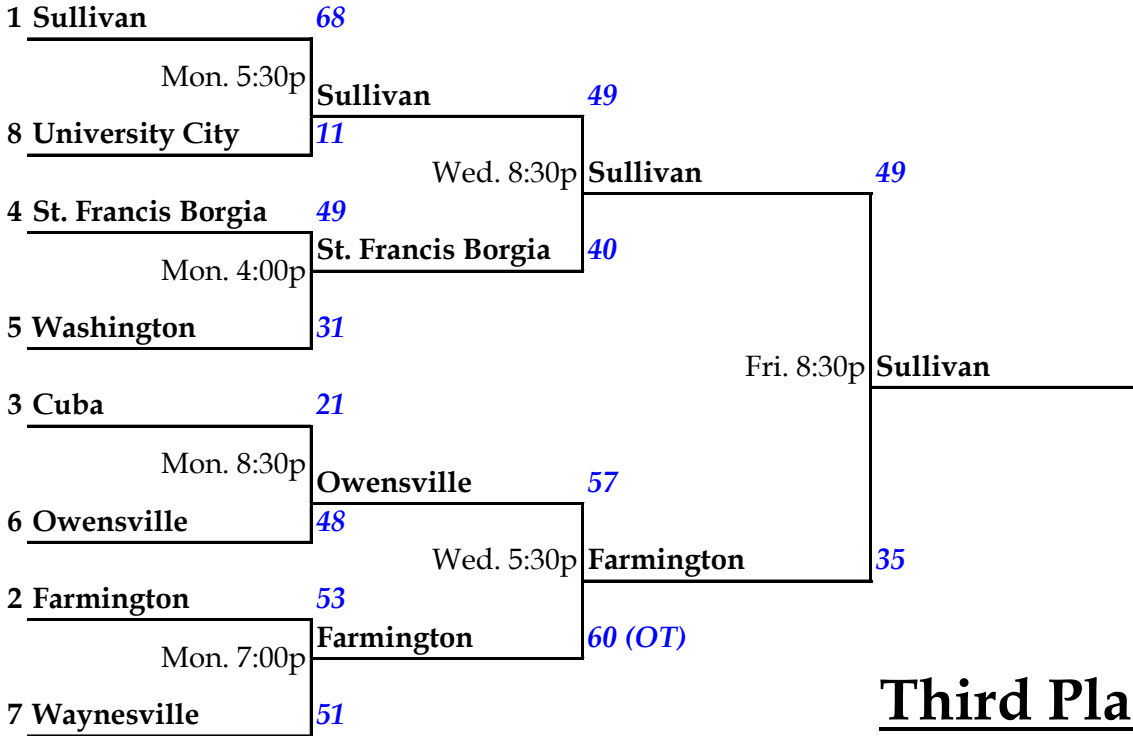 1 Sullivan 68
Mon. 5:30p
Sullivan 49
8 University City 11
Wed. 8:30p Sullivan 49
4 St. Francis Borgia 49
St. Francis Borgia 40
Mon. 4:00p
5 Washington 31
Fri. 8:30p Sullivan
3 Cuba 21
Mon. 8:30p
Owensville 57
6 Owensville 48
Wed. 5:30p Farmington 35
2 Farmington 53
Farmington 60 (OT)
Mon. 7:00p
7 Waynesville 51
Third Pla